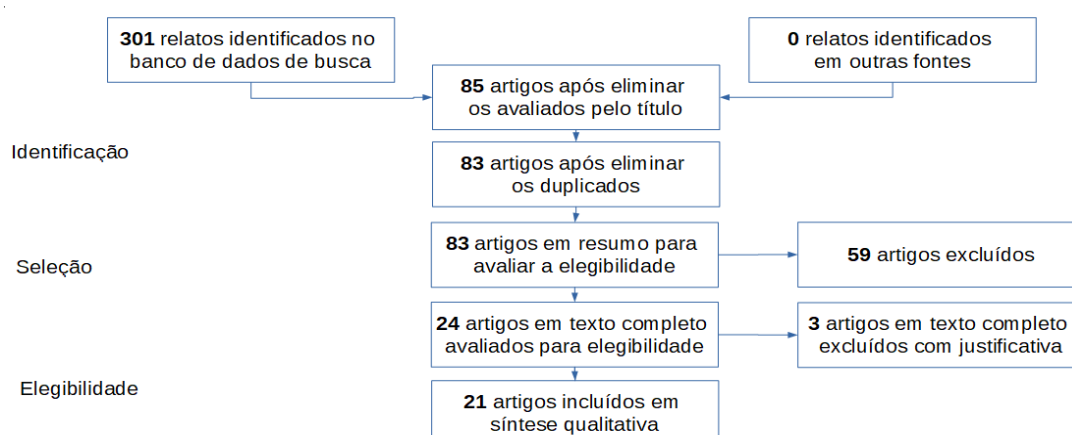 301 relatos identificados no
banco de dados de busca
0 relatos identificados
em outras fontes
85 artigos após eliminar
os avaliados pelo título
Identificação
83 artigos após eliminar
os duplicados
83 artigos em resumo para
avaliar a elegibilidade
59 artigos excluídos
Seleção
24 artigos em texto completo
avaliados para elegibilidade
3 artigos em texto completo
excluídos com justificativa
Elegibilidade
21 artigos incluídos em
síntese qualitativa